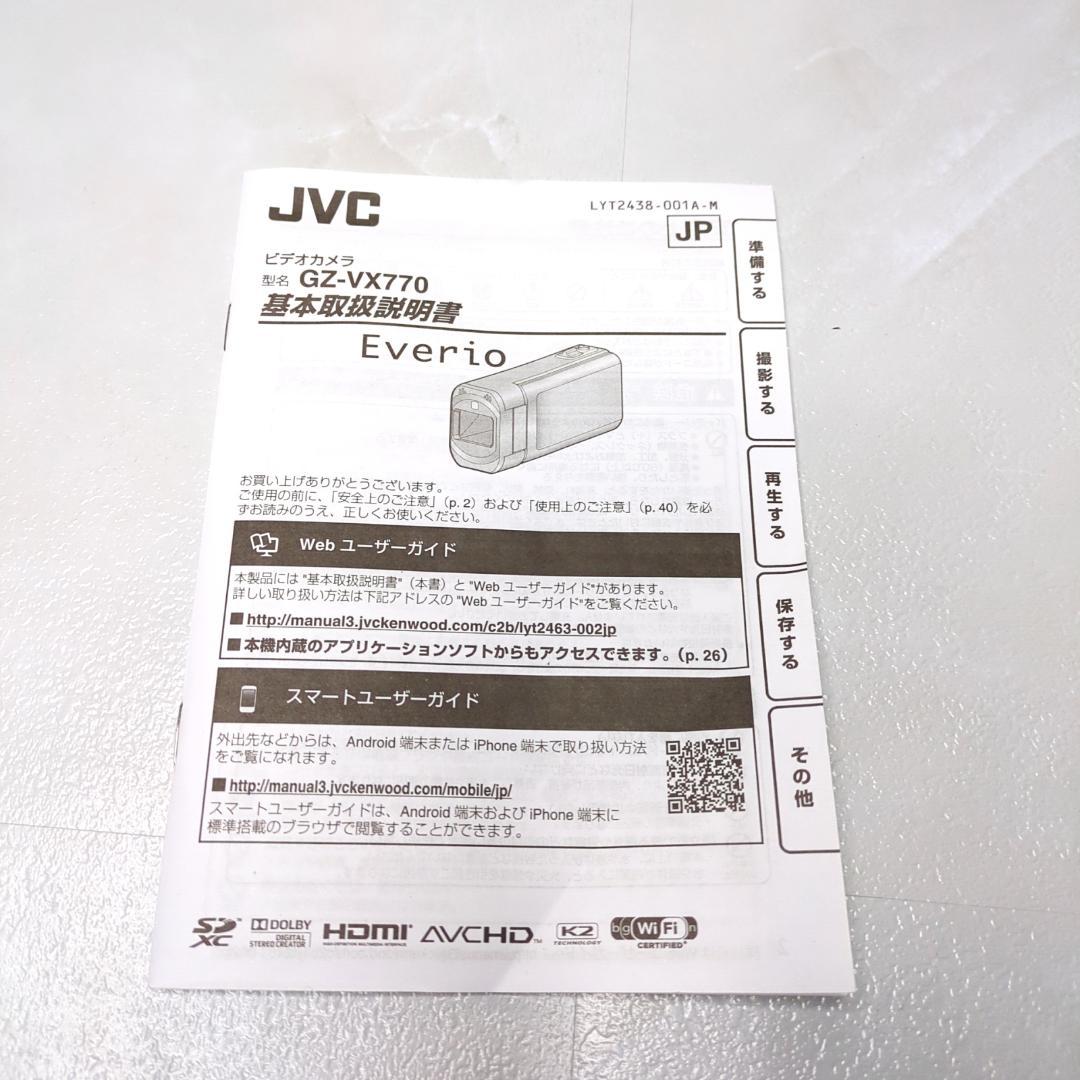 JVC
LYT2438-001A-M
JP
ビデオカメラ
型名 GZ-VX770
基本取扱説明書
Everio
お買い上げありがとうございます。
ご使用の前に、「安全上のご注意」(p. 2) および「使用上のご注意」(p. 40) を必
ずお読みのうえ、正しくお使いください。
Web ユーザーガイド
本製品には "基本取扱説明書"（本書）と "Web ユーザーガイド"があります。
詳しい取り扱い方法は下記アドレスの "Web ユーザーガイド"をご覧ください。
■ http://manual3.jvckenwood.com/c2b/lyt2463-002jp
■ 本機内蔵のアプリケーションソフトからもアクセスできます。(p. 26)
スマートユーザーガイド
外出先などからは、Android 端末または iPhone 端末で取り扱い方法
をご覧になれます。
■ http://manual3.jvckenwood.com/mobile/jp/
スマートユーザーガイドは、Android 端末および iPhone 端末に
標準搭載のブラウザで閲覧することができます。
準備する
撮影する
再生する
保存する
その他
SD XC
DOLBY
DIGITAL
STEREO CREATOR
HDMI
HIGH-DEFINITION MULTIMEDIA INTERFACE
AVCHD™
K2
TECHNOLOGY
bg Wi Fi n
CERTIFIED